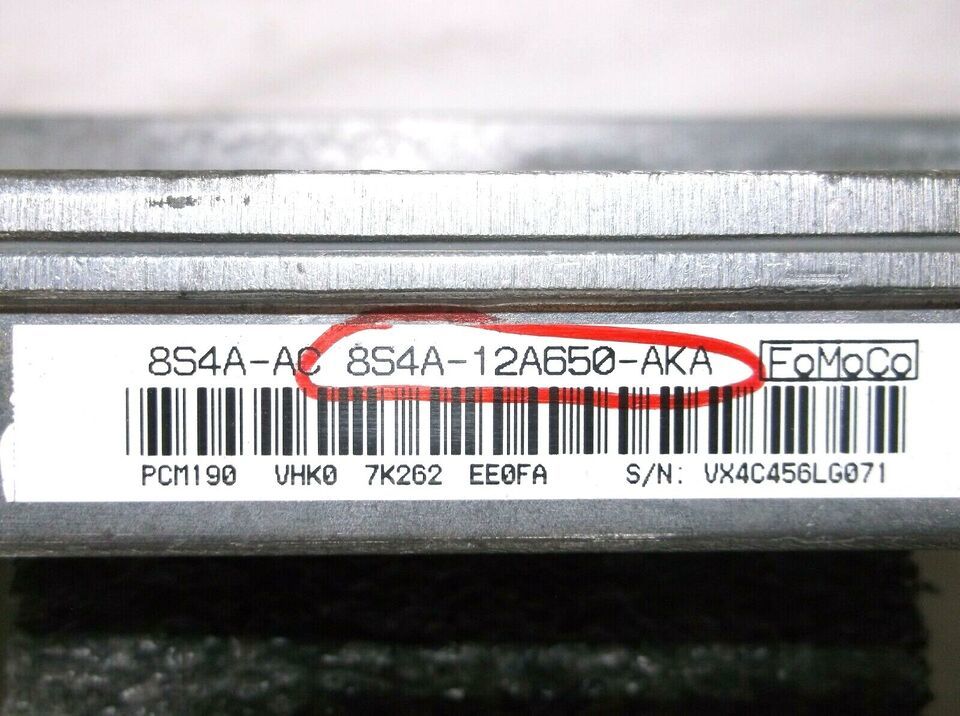 8S4A-AC 8S4A-12A650-AKA FoMoCo
PCM190 VHK0 7K262 EE0FA S/N: VX4C456LG071